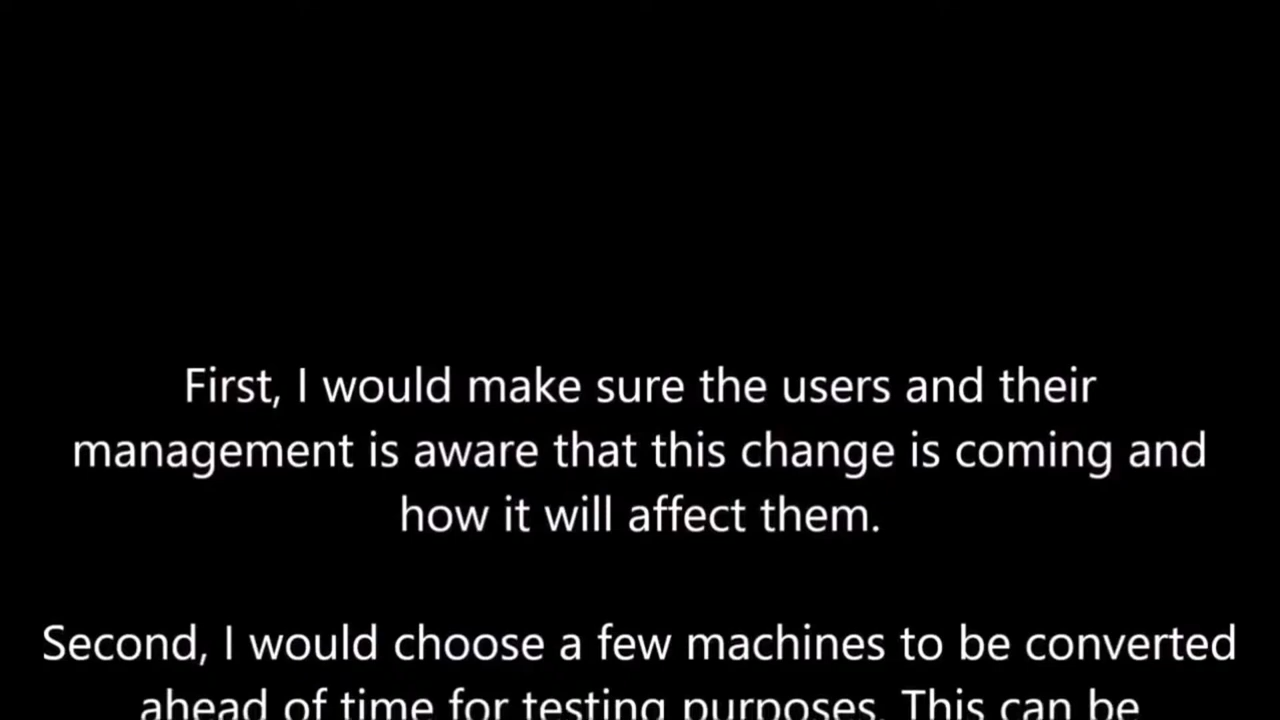 First, I would make sure the users and their
management is aware that this change is coming and
how it will affect them.
Second, I would choose a few machines to be converted
ahead of time for testing purposes. This can be